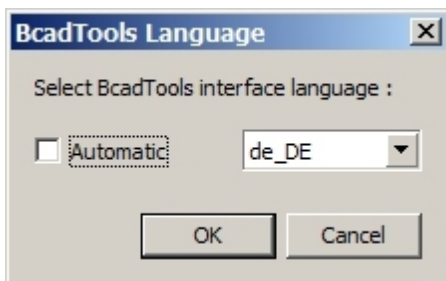 BcadTools Language
Select BcadTools interface language :
Automatic de_DE
OK Cancel